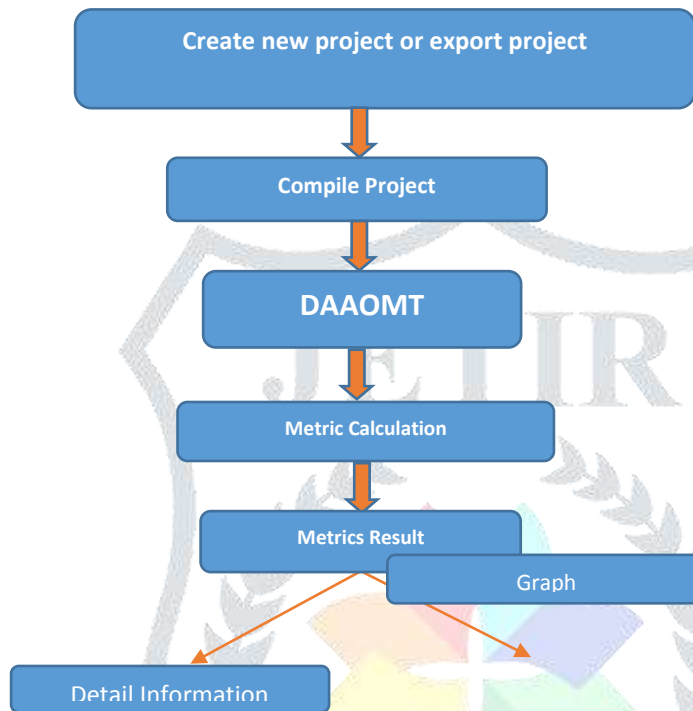 Create new project or export project
Compile Project
DAAOMT
JETIR
Metric Calculation
Metrics Result
Graph
Detail Information